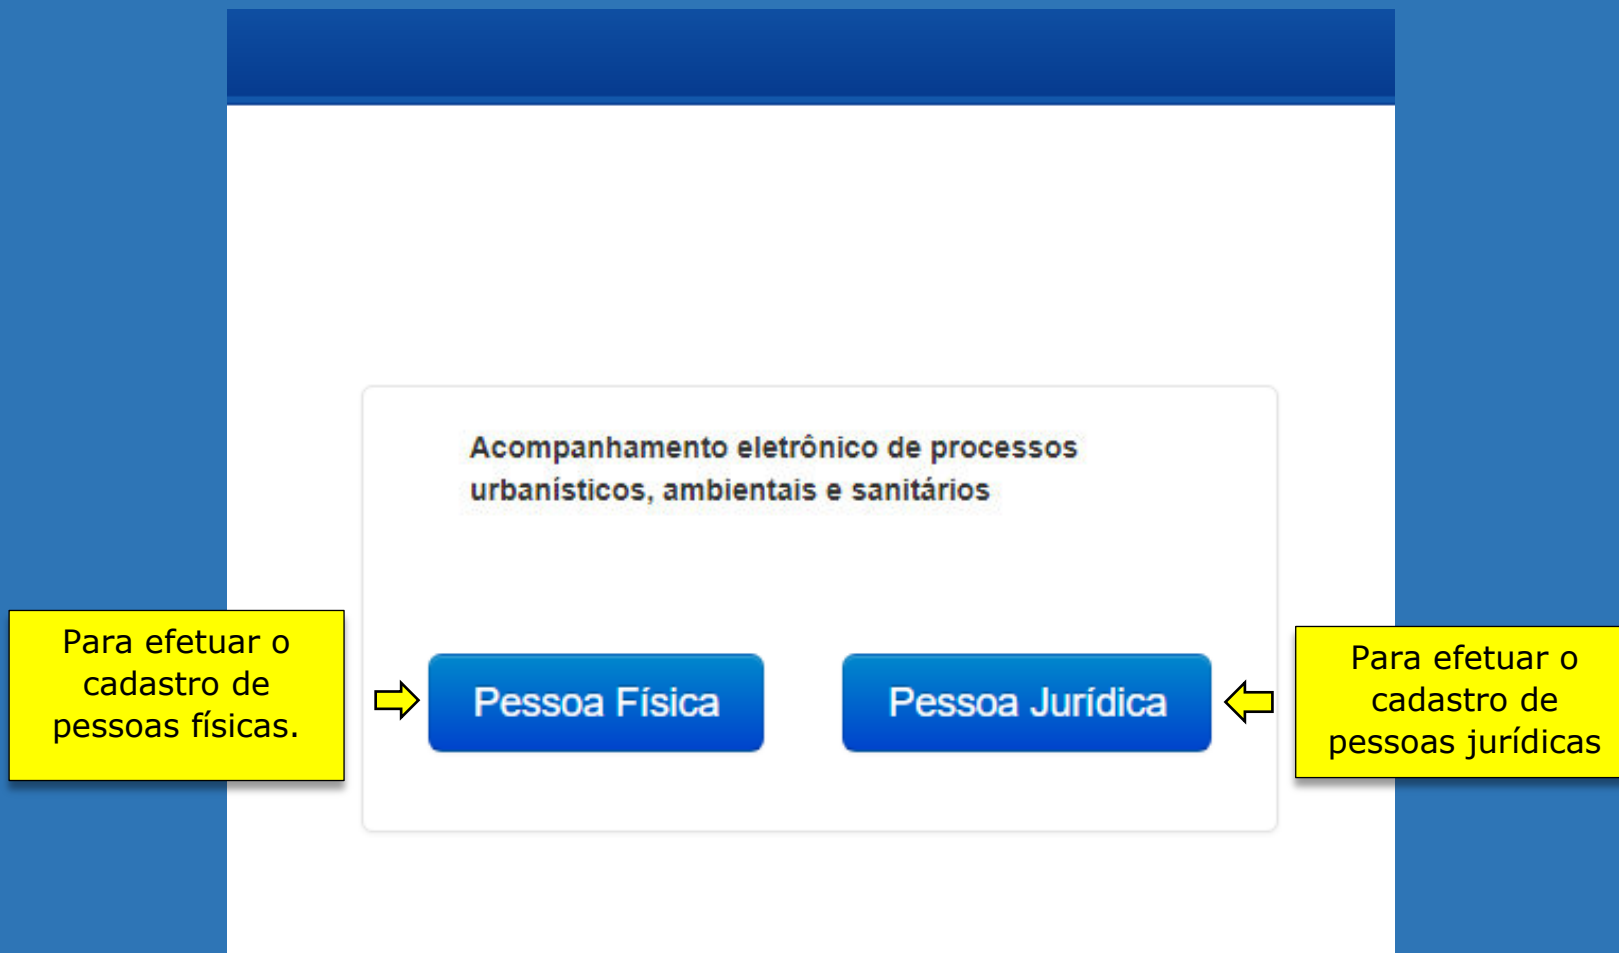 Acompanhamento eletrônico de processos
urbanísticos, ambientais e sanitários
Para efetuar o
cadastro de
pessoas físicas.
Pessoa Física
Pessoa Jurídica
Para efetuar o
cadastro de
pessoas jurídicas